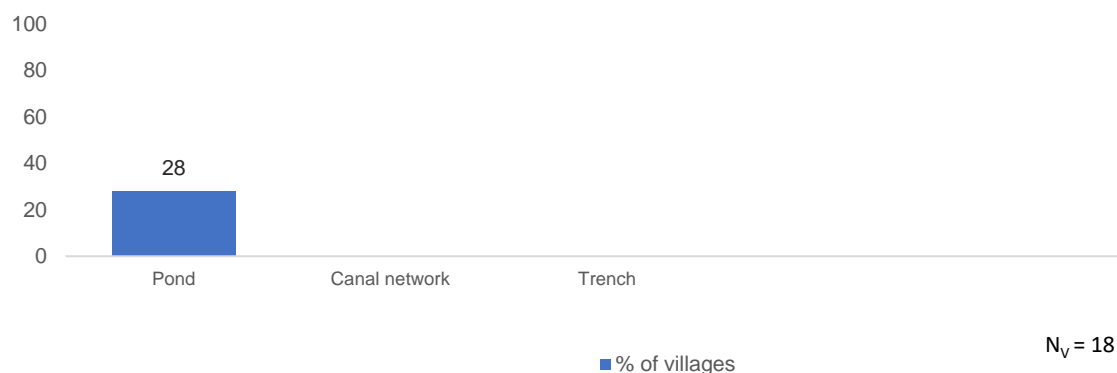 100
80
60
40
28
20
0
Pond Canal network Trench
N_V = 18
% of villages